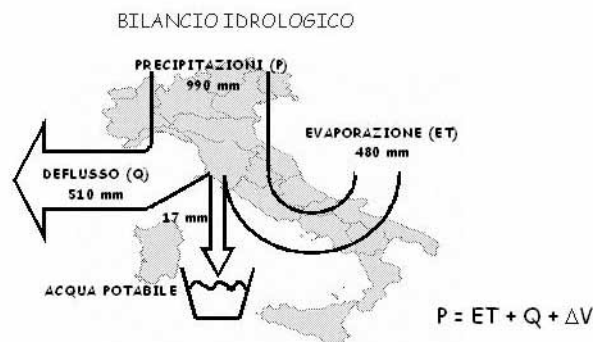 BILANCIO IDROLOGICO
PRECIPITAZIONI (P)
990 mm
EVAPORAZIONE (ET)
480 mm
DEFLUSSO (Q)
510 mm
17 mm
ACQUA POTABILE
P = ET + Q + ΔV